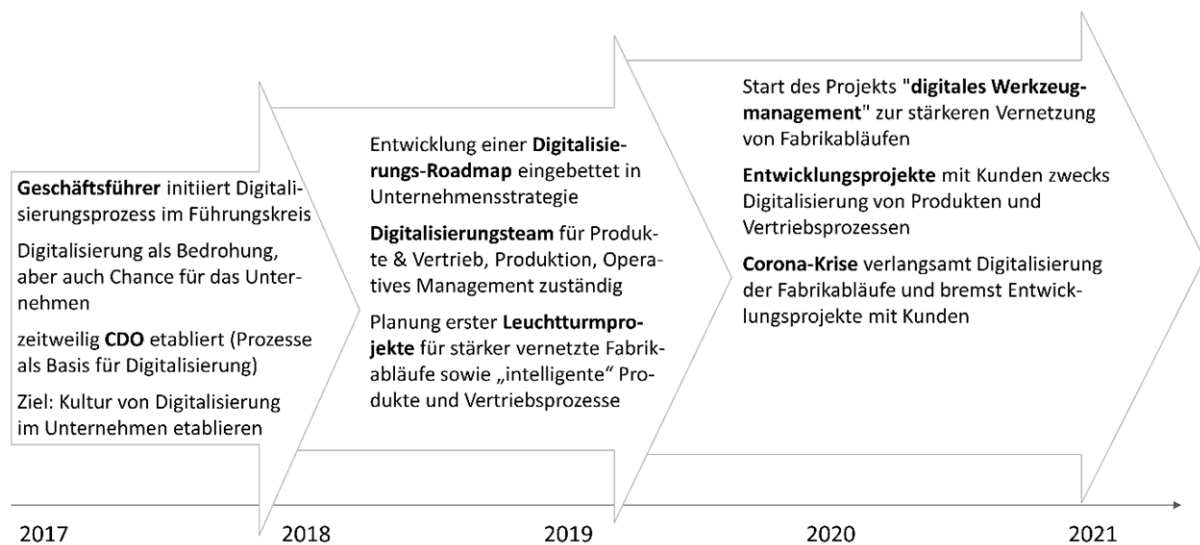 Geschäftsführer initiiert Digitali-
sierungsprozess im Führungskreis
Digitalisierung als Bedrohung,
aber auch Chance für das Unter-
nehmen
zeitweilig CDO etabliert (Prozesse
als Basis für Digitalisierung)
Ziel: Kultur von Digitalisierung
im Unternehmen etablieren
Entwicklung einer Digitalisie-
rungs-Roadmap eingebettet in
Unternehmensstrategie
Digitalisierungsteam für Produk-
te & Vertrieb, Produktion, Opera-
tives Management zuständig
Planung erster Leuchtturmpro-
jekte für stärker vernetzte Fabrik-
abläufe sowie „intelligente“ Pro-
dukte und Vertriebsprozesse
Start des Projekts "digitales Werkzeug-
management" zur stärkeren Vernetzung
von Fabrikabläufen
Entwicklungsprojekte mit Kunden zwecks
Digitalisierung von Produkten und
Vertriebsprozessen
Corona-Krise verlangsamt Digitalisierung
der Fabrikabläufe und bremst Entwick-
lungsprojekte mit Kunden
2017 2018 2019 2020 2021